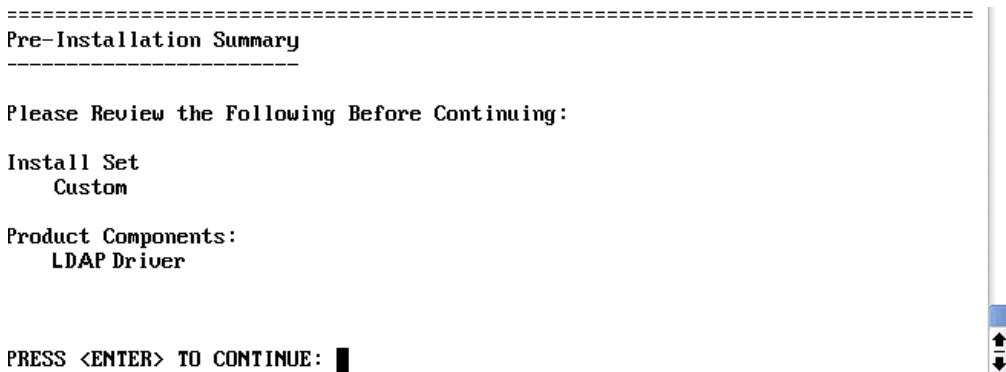 ================================================================================
Pre-Installation Summary
------------------------
Please Review the Following Before Continuing:
Install Set
Custom
Product Components:
LDAP Driver
PRESS <ENTER> TO CONTINUE: